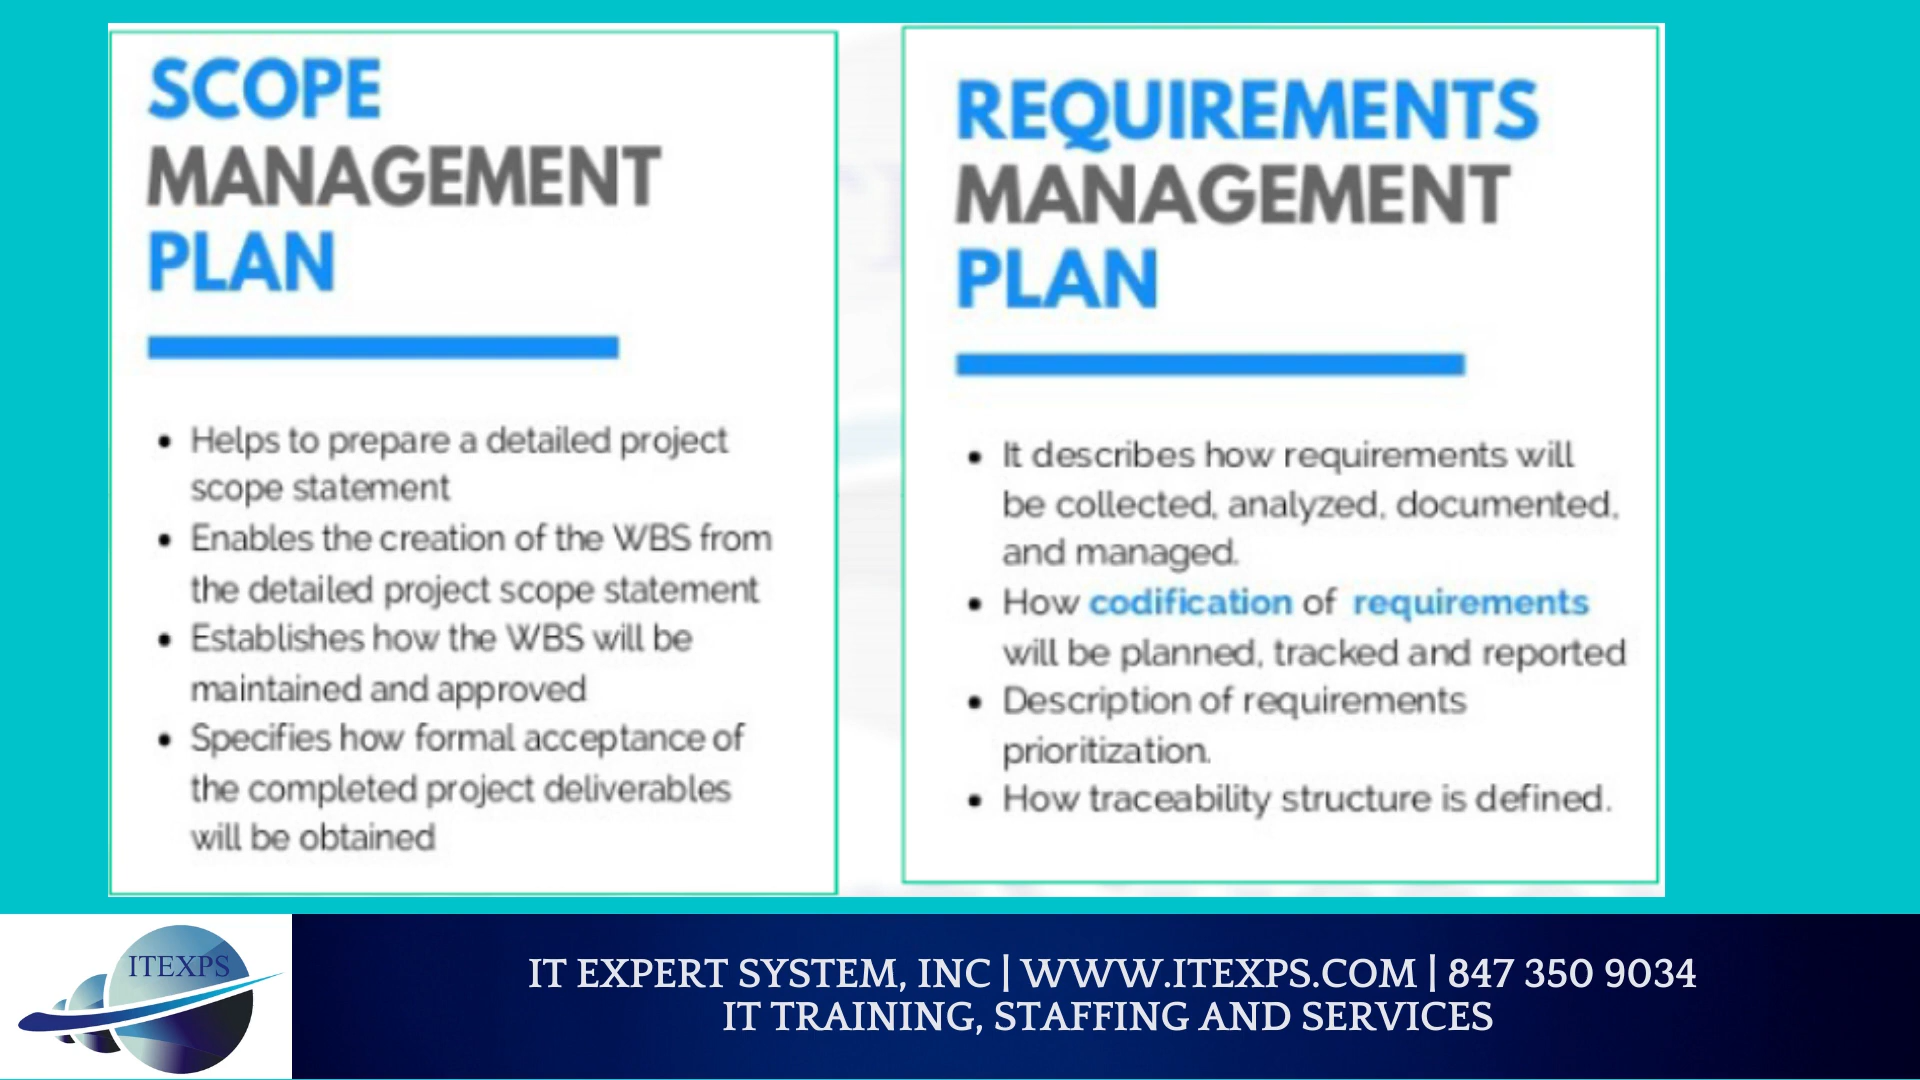 SCOPE
MANAGEMENT
PLAN
Helps to prepare a detailed project
scope statement
Enables the creation of the WBS from
the detailed project scope statement
Establishes how the WBS will be
maintained and approved
Specifies how formal acceptance of
the completed project deliverables
will be obtained
REQUIREMENTS
MANAGEMENT
PLAN
It describes how requirements will
be collected, analyzed, documented,
and managed.
How codification of requirements
will be planned, tracked and reported
Description of requirements
prioritization.
How traceability structure is defined.
ITEXPS
IT EXPERT SYSTEM, INC | WWW.ITEXPS.COM | 847 350 9034
IT TRAINING, STAFFING AND SERVICES